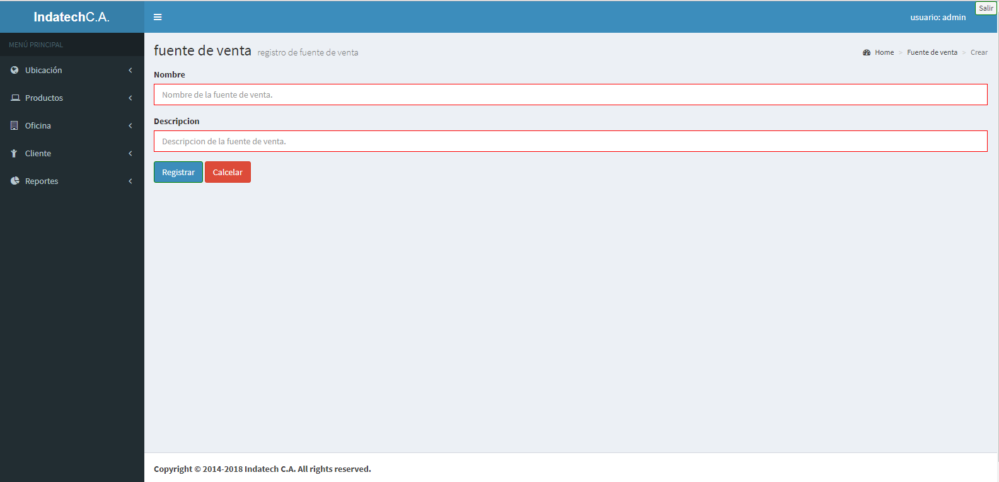 IndatechC.A.
usuario: admin
Salir
MENÚ PRINCIPAL
Ubicación
Productos
Oficina
Cliente
Reportes
fuente de venta registro de fuente de venta
Home > Fuente de venta > Crear
Nombre
Nombre de la fuente de venta.
Descripcion
Descripcion de la fuente de venta.
Registrar Calcelar
Copyright © 2014-2018 Indatech C.A. All rights reserved.